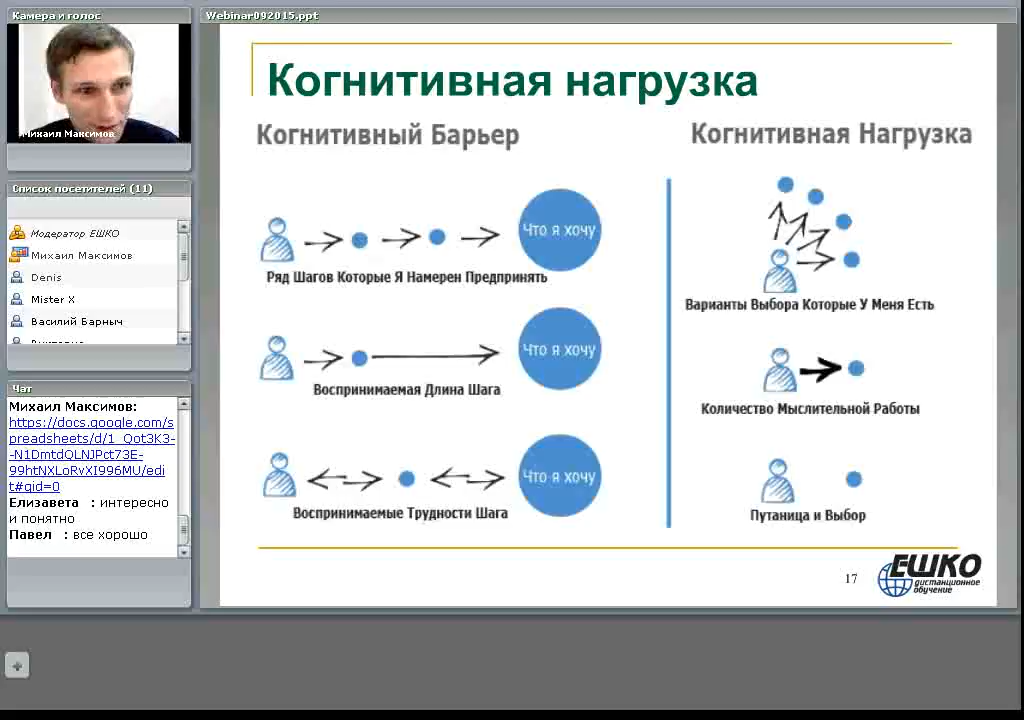 Камера и голос
Михаил Максимов
Список посетителей (11)
Модератор ЕШКО
Михаил Максимов
Denis
Mister X
Василий Барныч
Чат
Михаил Максимов:
https://docs.google.com/s
preadsheets/d/1_Qot3K3-
-N1DmtdQLNJPct73E-
99htNXLoRvXI996MU/edi
t#gid=0
Елизавета : интересно
и понятно
Павел : все хорошо
Webinar092015.ppt
Когнитивная нагрузка
Когнитивный Барьер
Что я хочу
Ряд Шагов Которые Я Намерен Предпринять
Что я хочу
Воспринимаемая Длина Шага
Что я хочу
Воспринимаемые Трудности Шага
Когнитивная Нагрузка
Варианты Выбора Которые У Меня Есть
Количество Мыслительной Работы
Путаница и Выбор
17
ЕШКО
дистанционное
обучение